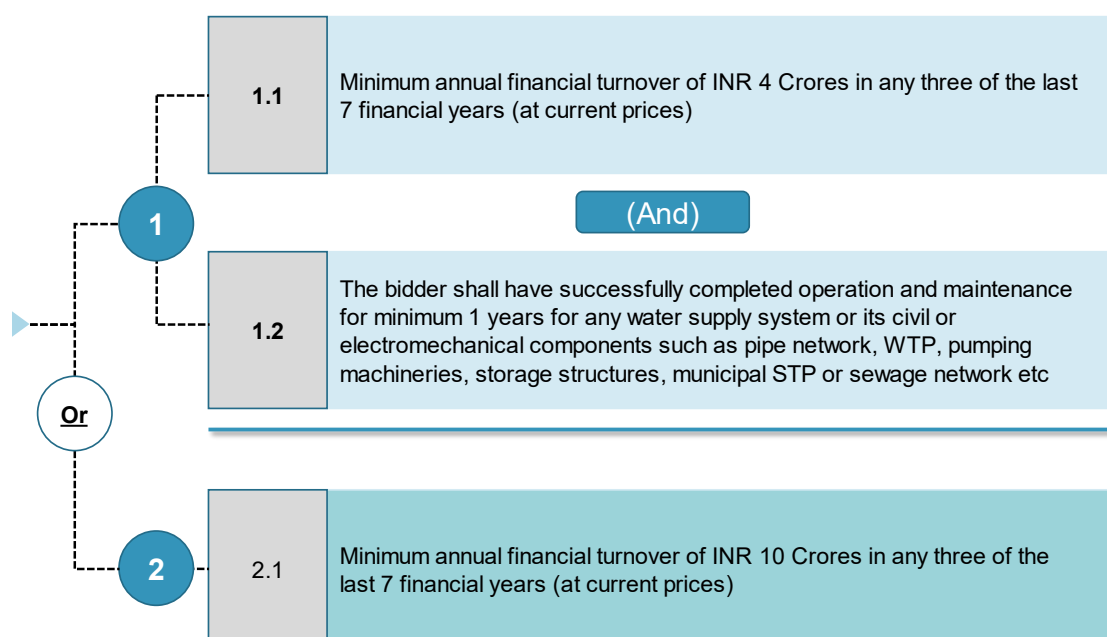 1.1
Minimum annual financial turnover of INR 4 Crores in any three of the last
7 financial years (at current prices)
1
(And)
1.2
The bidder shall have successfully completed operation and maintenance
for minimum 1 years for any water supply system or its civil or
electromechanical components such as pipe network, WTP, pumping
machineries, storage structures, municipal STP or sewage network etc
Or
2
2.1
Minimum annual financial turnover of INR 10 Crores in any three of the
last 7 financial years (at current prices)